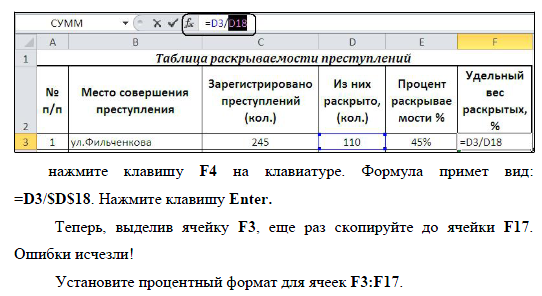 СУММ fx =D3/D18
A B C D E F
1 Таблица раскрываемости преступлений
№ Место совершения Зарегистрировано Из них Процент Удельный
п/п преступления преступлений раскрыто, раскрывае вес
(кол.) (кол.) мости % раскрытых,
2 %
3 1 ул.Фильченкова 245 110 45% =D3/D18
нажмите клавишу F4 на клавиатуре. Формула примет вид:
=D3/$D$18. Нажмите клавишу Enter.
Теперь, выделив ячейку F3, еще раз скопируйте до ячейки F17.
Ошибки исчезли!
Установите процентный формат для ячеек F3:F17.